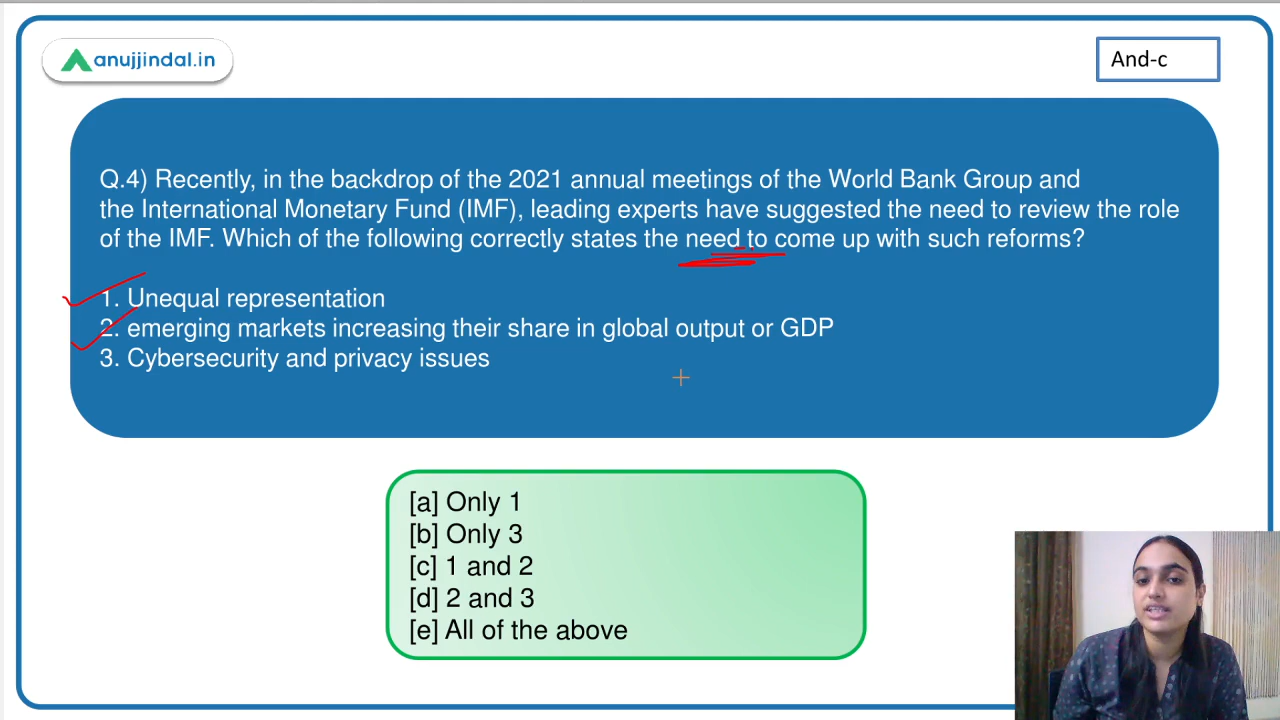 anujjindal.in
And-c
Q.4) Recently, in the backdrop of the 2021 annual meetings of the World Bank Group and
the International Monetary Fund (IMF), leading experts have suggested the need to review the role
of the IMF. Which of the following correctly states the need to come up with such reforms?
1. Unequal representation
2. emerging markets increasing their share in global output or GDP
3. Cybersecurity and privacy issues
[a] Only 1
[b] Only 3
[c] 1 and 2
[d] 2 and 3
[e] All of the above